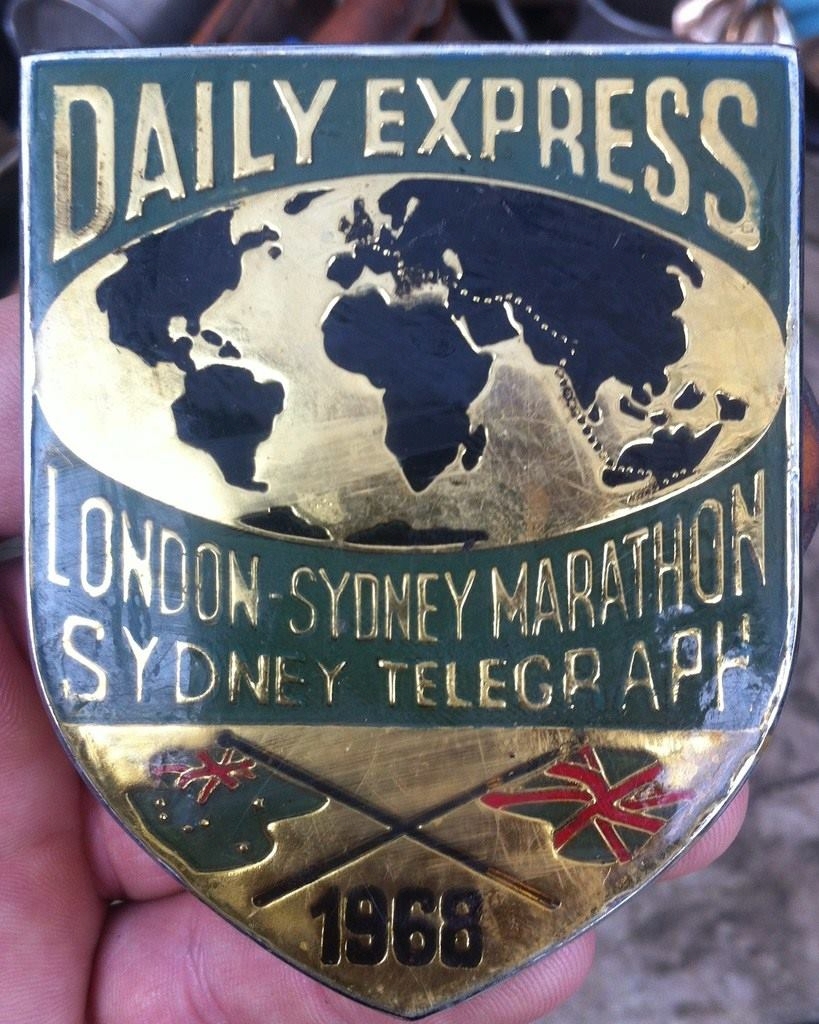 DAILY EXPRESS
LONDON-SYDNEY MARATHON
SYDNEY TELEGRAPH
1968